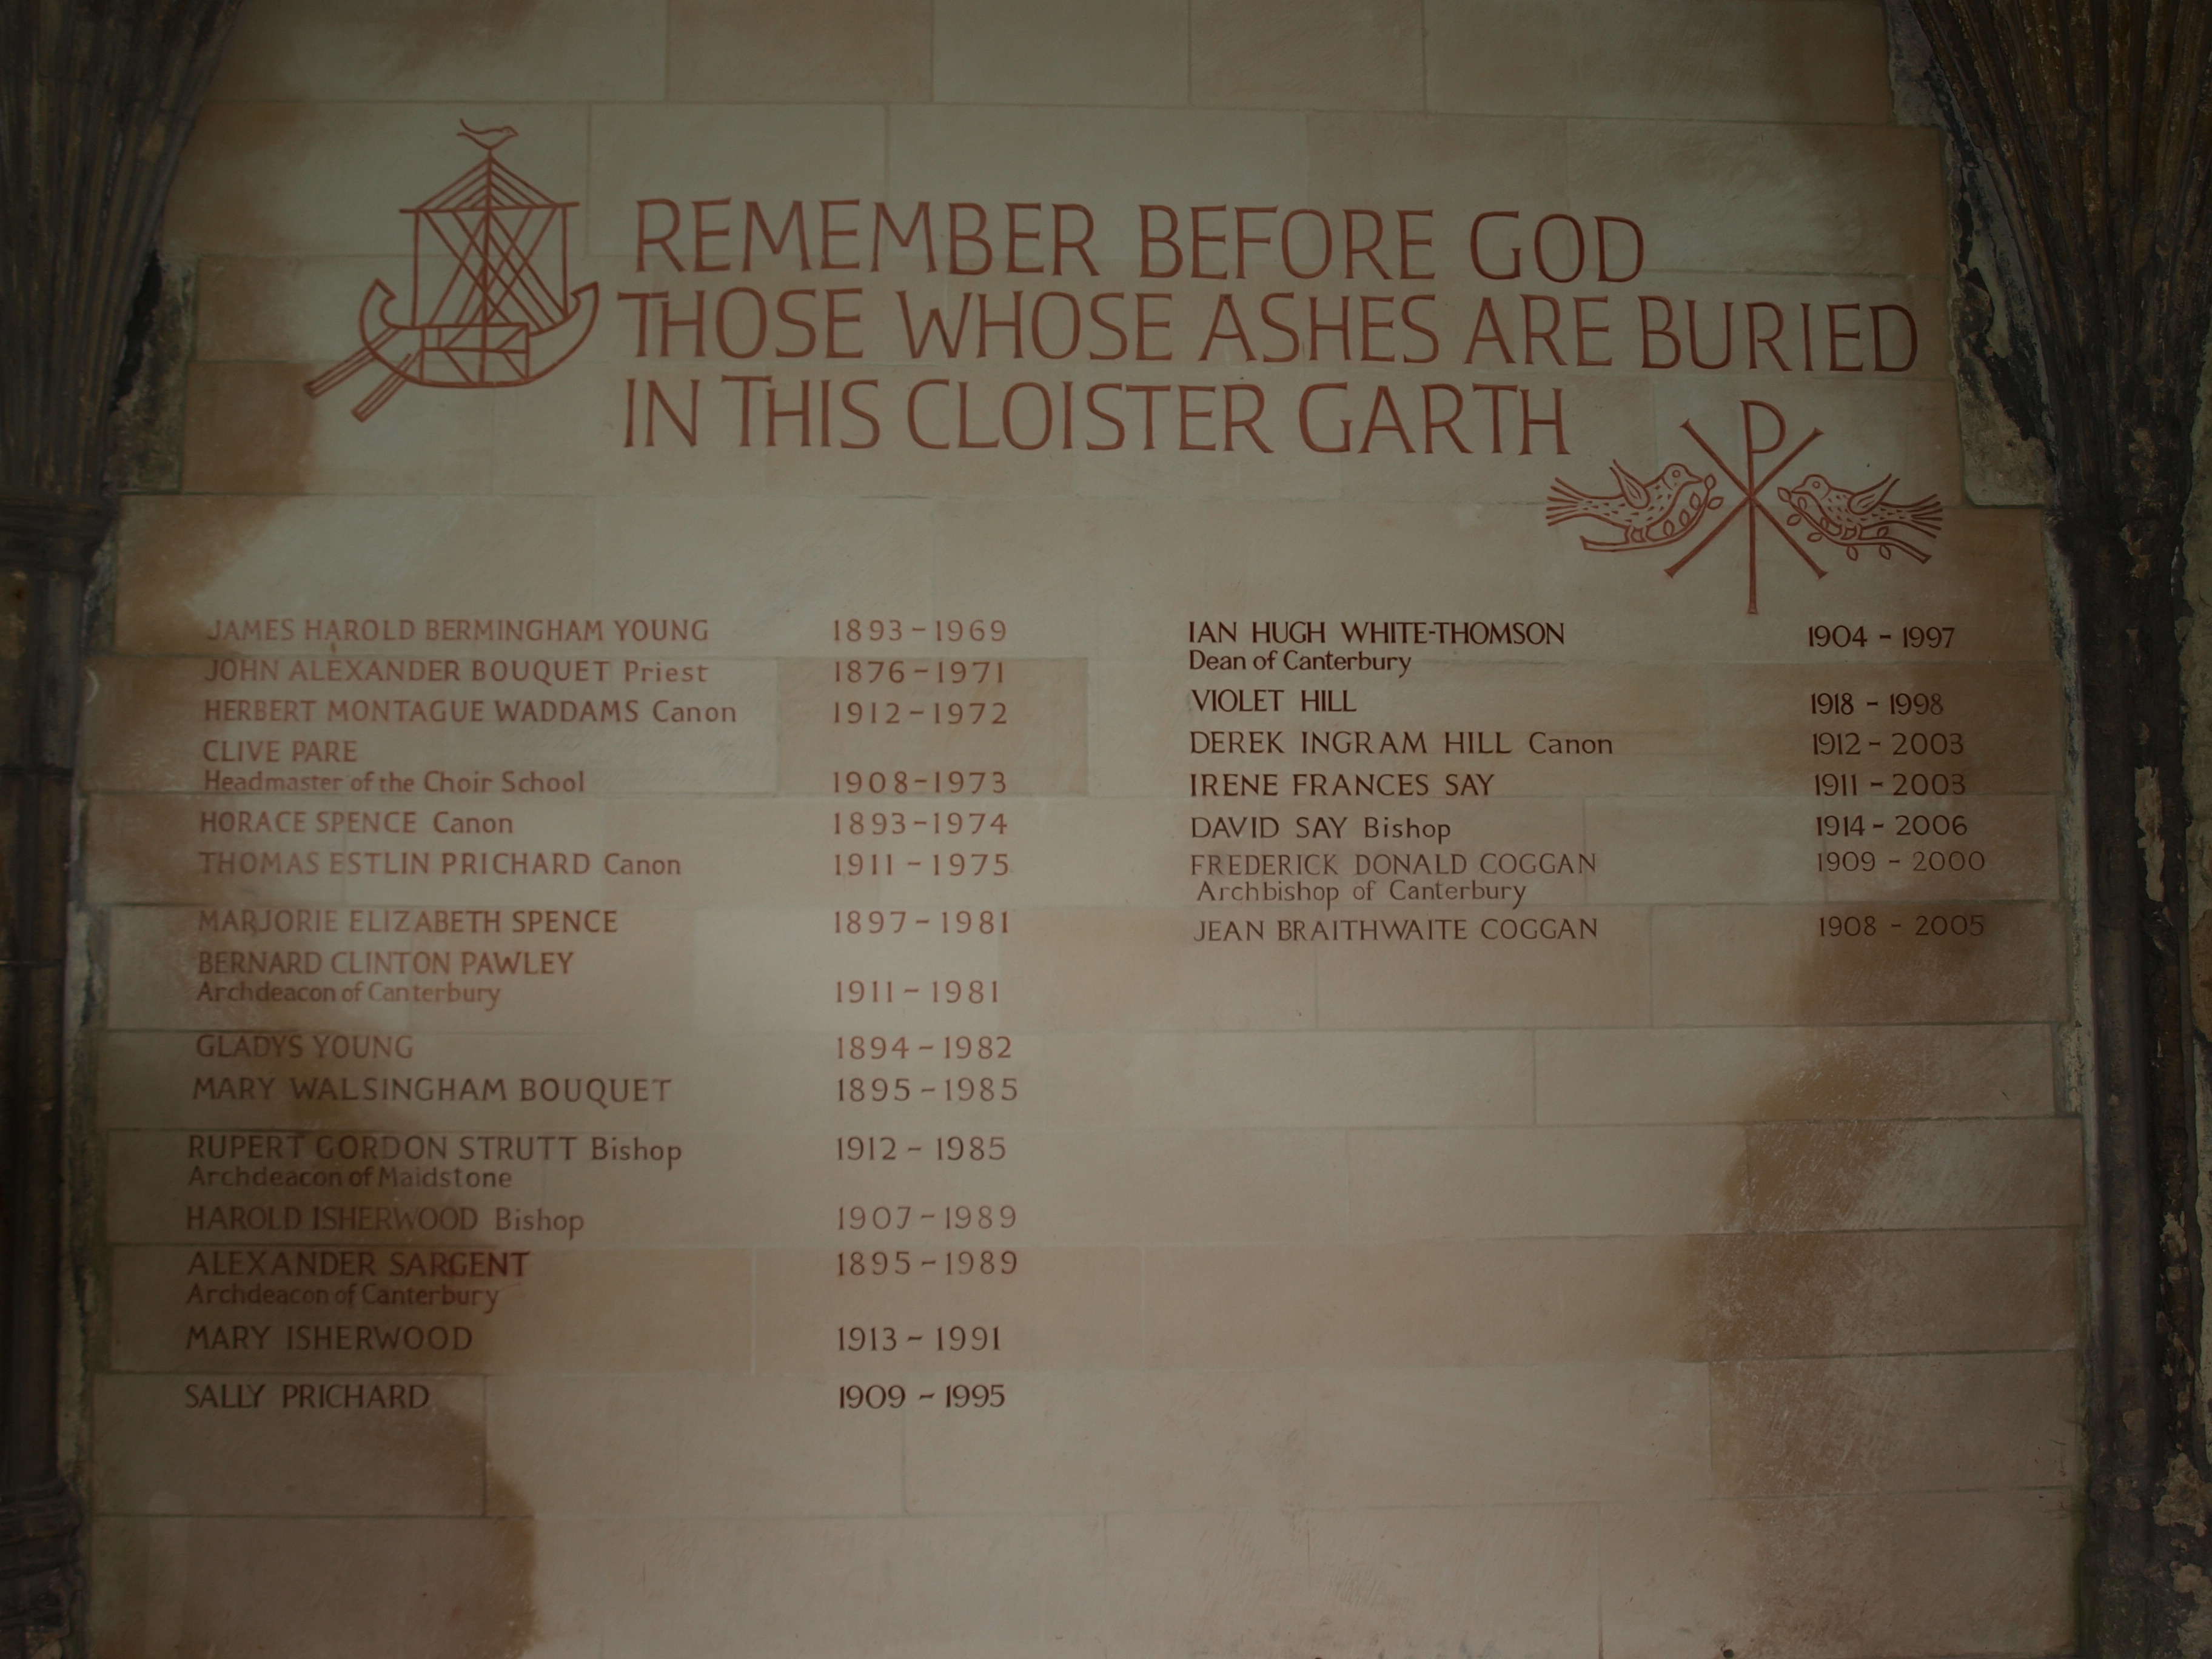 REMEMBER BEFORE GOD
THOSE WHOSE ASHES ARE BURIED
IN THIS CLOISTER GARTH
JAMES HAROLD BERMINGHAM YOUNG 1893-1969
JOHN ALEXANDER BOUQUET Priest 1876-1971
HERBERT MONTAGUE WADDAMS Canon 1912-1972
CLIVE PARE
Headmaster of the Choir School 1908-1973
HORACE SPENCE Canon 1893-1974
THOMAS ESTLIN PRICHARD Canon 1911-1975
MARJORIE ELIZABETH SPENCE 1897-1981
BERNARD CLINTON PAWLEY
Archdeacon of Canterbury 1911-1981
GLADYS YOUNG 1894-1982
MARY WALSINGHAM BOUQUET 1895-1985
RUPERT GORDON STRUTT Bishop 1912-1985
Archdeacon of Maidstone
HAROLD ISHERWOOD Bishop 1907-1989
ALEXANDER SARGENT 1895-1989
Archdeacon of Canterbury
MARY ISHERWOOD 1913-1991
SALLY PRICHARD 1909-1995
IAN HUGH WHITE-THOMSON 1904-1997
Dean of Canterbury
VIOLET HILL 1918-1998
DEREK INGRAM HILL Canon 1912-2003
IRENE FRANCES SAY 1911-2003
DAVID SAY Bishop 1914-2006
FREDERICK DONALD COGGAN 1909-2000
Archbishop of Canterbury
JEAN BRAITHWAITE COGGAN 1908-2005